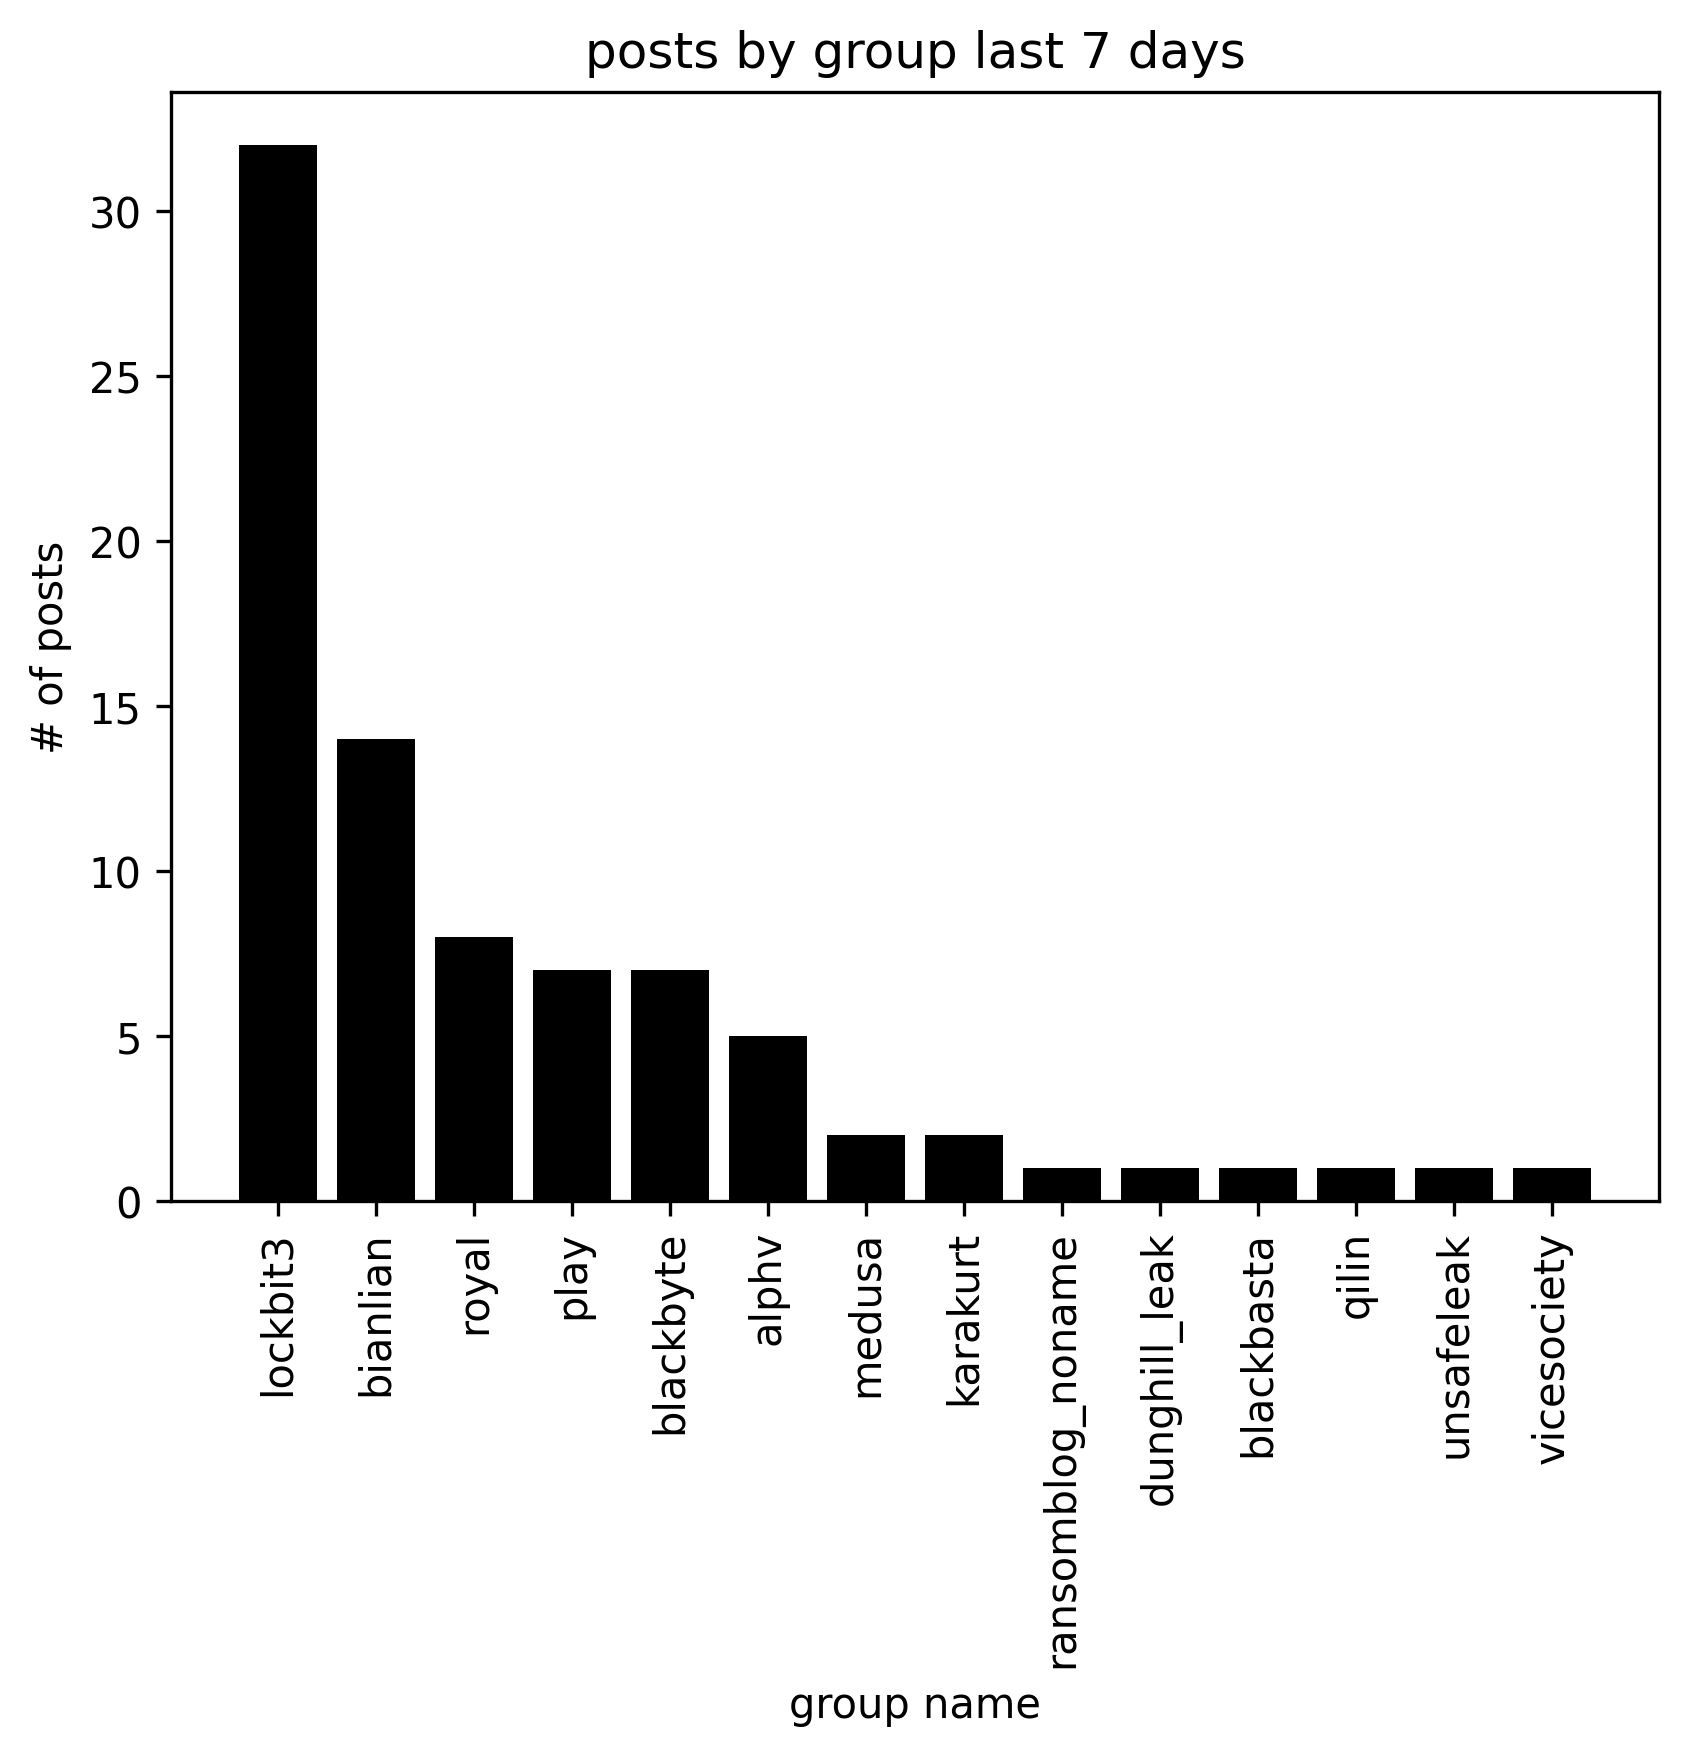 posts by group last 7 days
# of posts
30
25
20
15
10
5
0
lockbit3
bianlian
royal
play
blackbyte
alphv
medusa
karakurt
ransomblog_noname
dunghill_leak
blackbasta
qilin
unsafeleak
vicesociety
group name